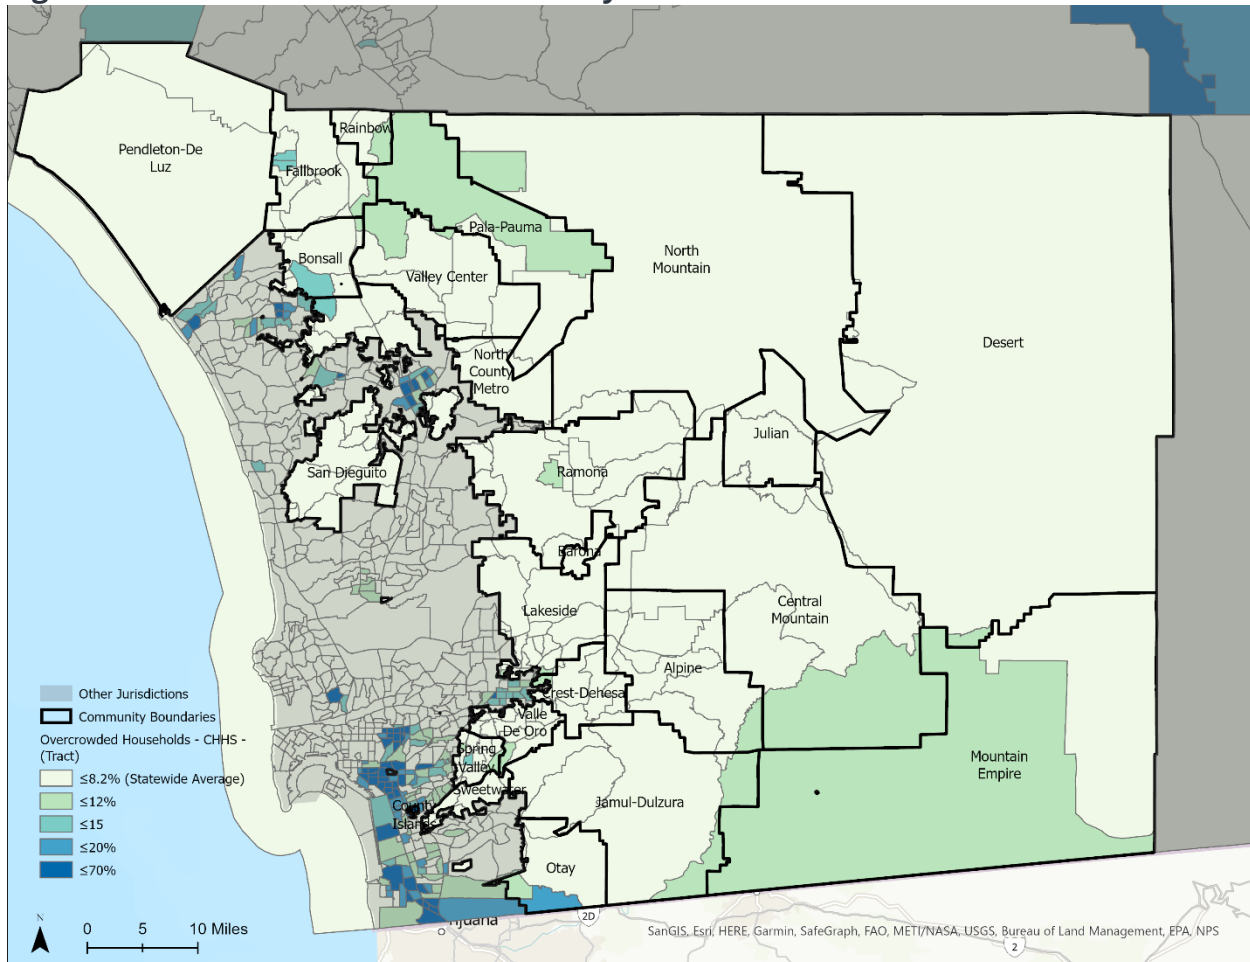 Rainbow
Pendleton-De
Luz
Fallbrook
Pala-Pauma
Bonsall
North
Mountain
Valley Center
Desert
North
County
Metro
Julian
San Dieguito
Ramona
Barona
Lakeside
Central
Mountain
Alpine
Crest-Dehesa
Valle
De Oro
Spring
Valley
Mountain
Empire
Sweetwater
County
Islands
Jamul-Dulzura
Otay
Other Jurisdictions
Community Boundaries
Overcrowded Households - CHHS -
(Tract)
≤8.2% (Statewide Average)
≤12%
≤15
≤20%
≤70%
N
0 5 10 Miles
2D
2
SanGIS, Esri, HERE, Garmin, SafeGraph, FAO, METI/NASA, USGS, Bureau of Land Management, EPA, NPS